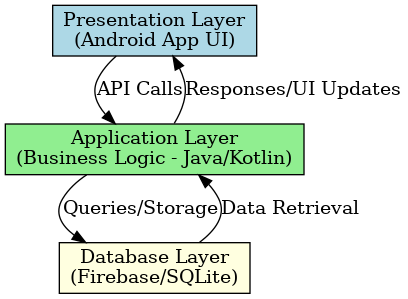 Presentation Layer
(Android App UI)
API Calls
Responses/UI Updates
Application Layer
(Business Logic - Java/Kotlin)
Queries/Storage
Data Retrieval
Database Layer
(Firebase/SQLite)